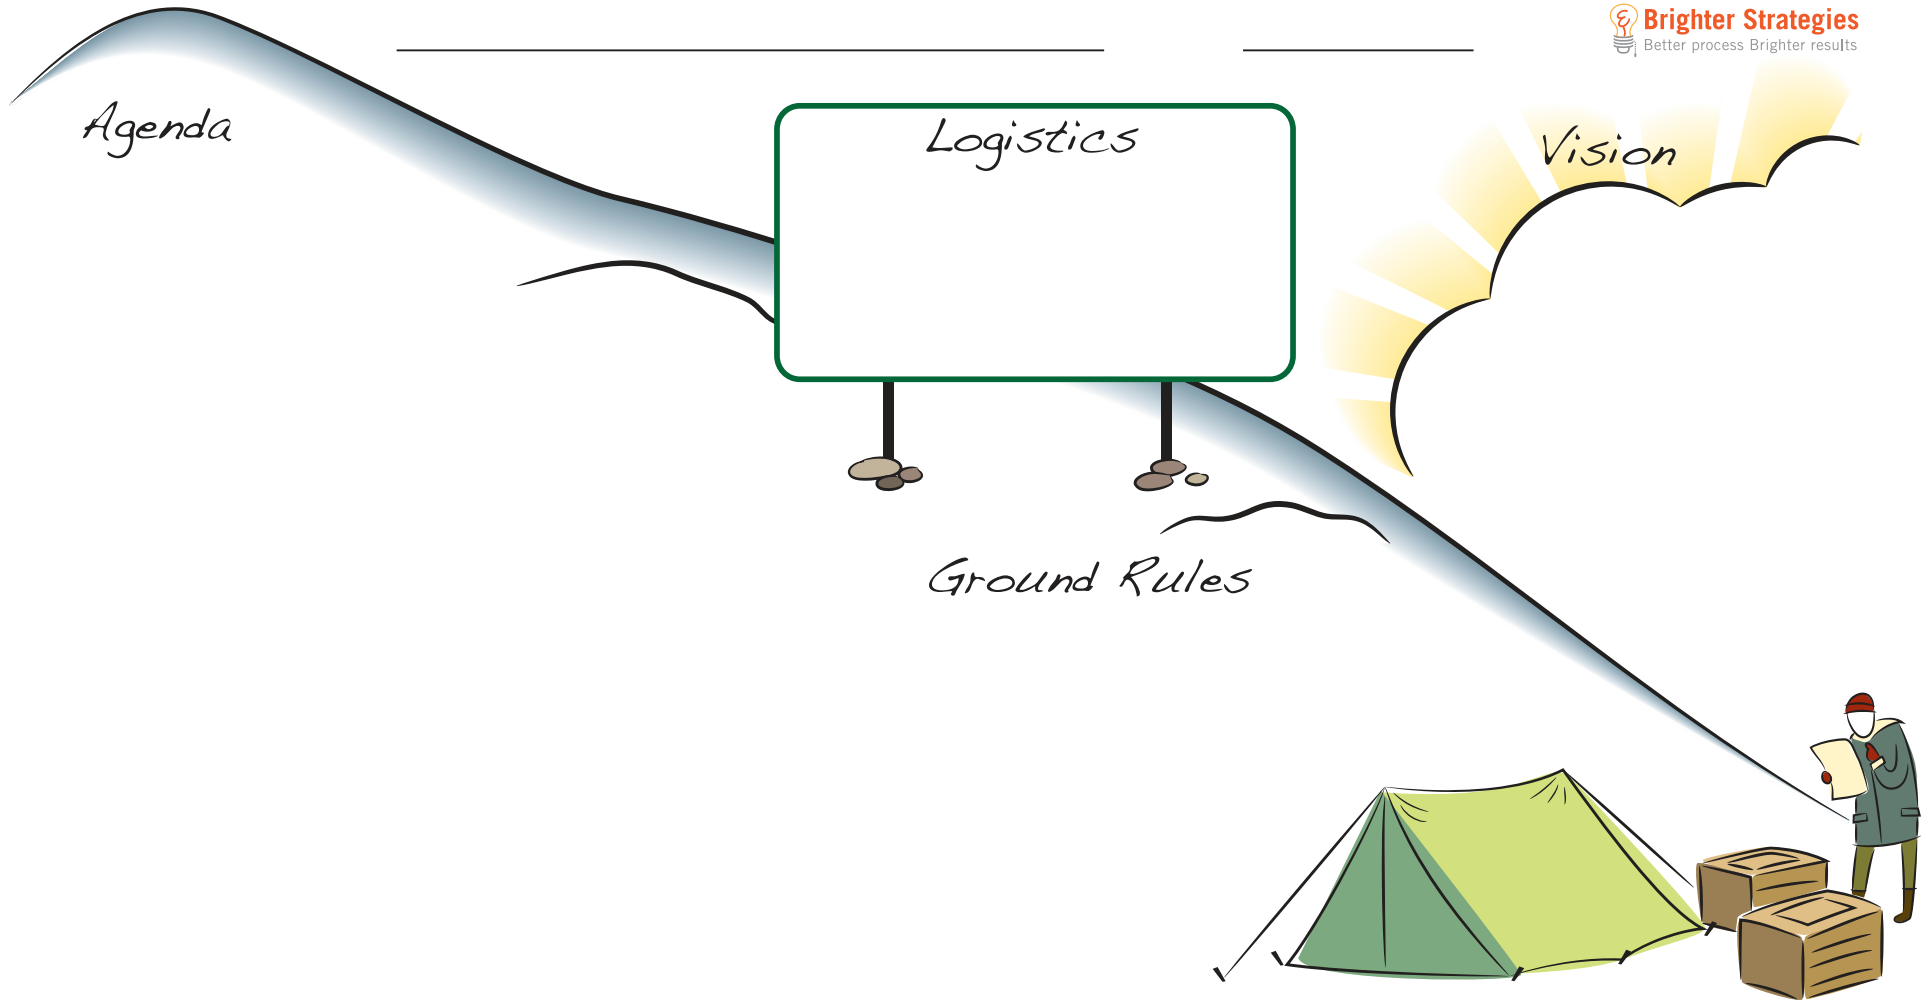 Brighter Strategies
Better process Brighter results
Agenda
Logistics
Vision
Ground Rules